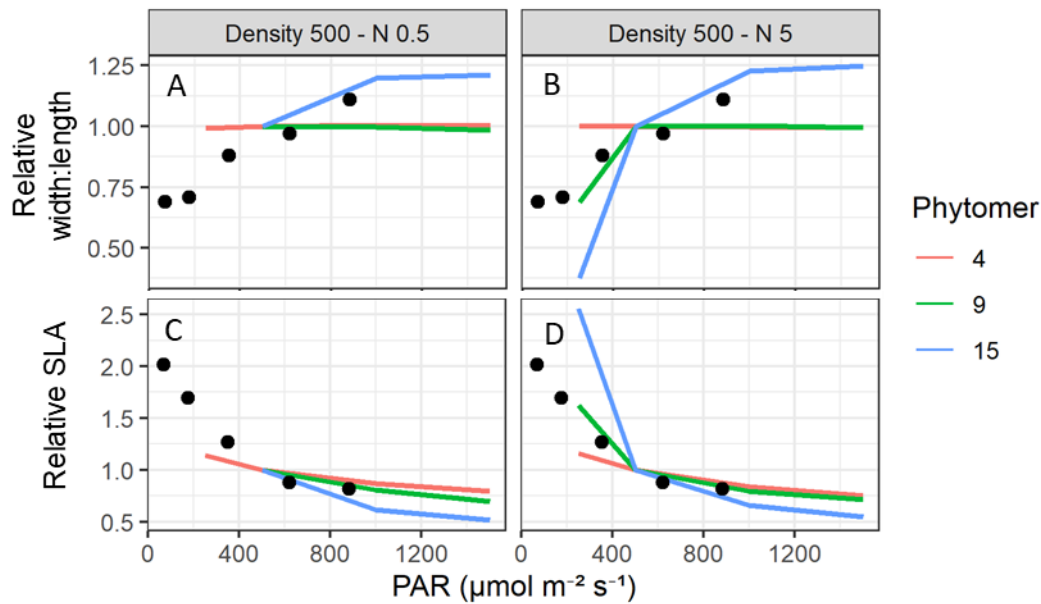 Density 500 - N 0.5
Density 500 - N 5
Relative
width:length
1.25
1.00
0.75
0.50
A
B
Relative SLA
2.5
2.0
1.5
1.0
0.5
C
D
0
400
800
1200
0
400
800
1200
PAR (µmol m⁻² s⁻¹)
Phytomer
4
9
15